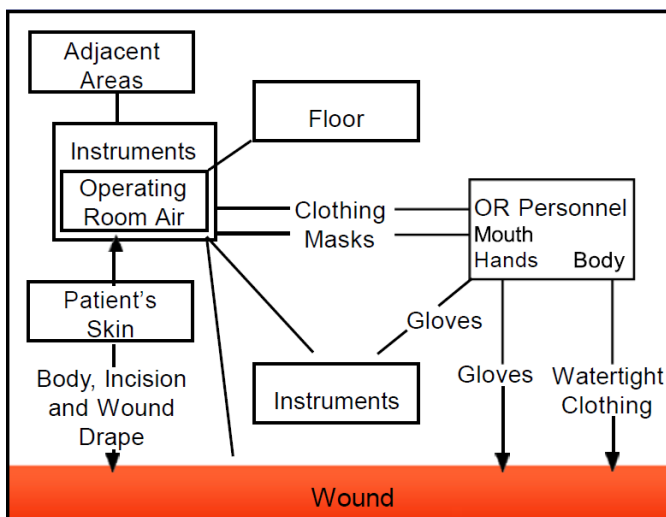 Adjacent
Areas
Floor
Instruments
Operating
Room Air
Clothing
Masks
OR Personnel
Mouth
Hands Body
Patient's
Skin
Gloves
Body, Incision
and Wound
Drape
Instruments
Gloves
Watertight
Clothing
Wound